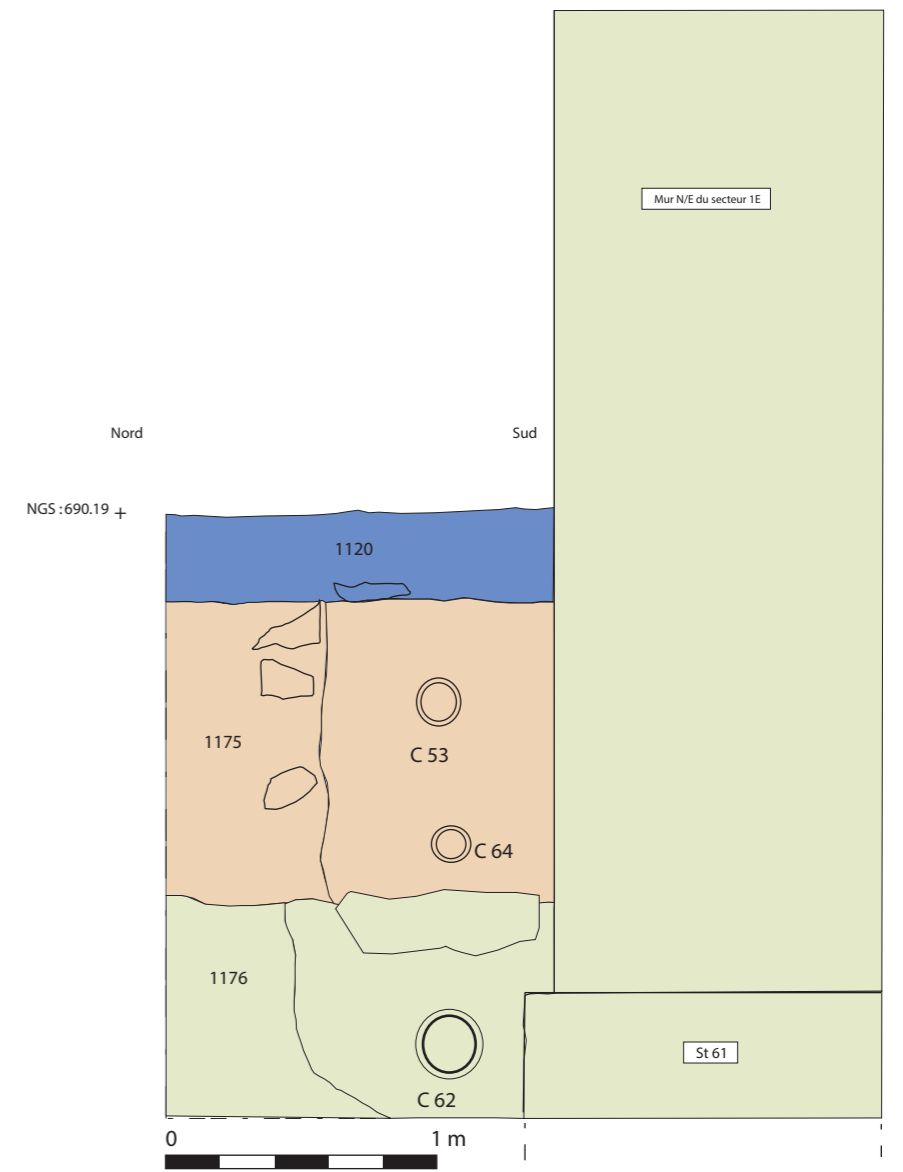 Mur N/E du secteur 1E
Nord
Sud
NGS : 690.19 +
1120
1175
C 53
C 64
1176
St 61
C 62
0
1 m